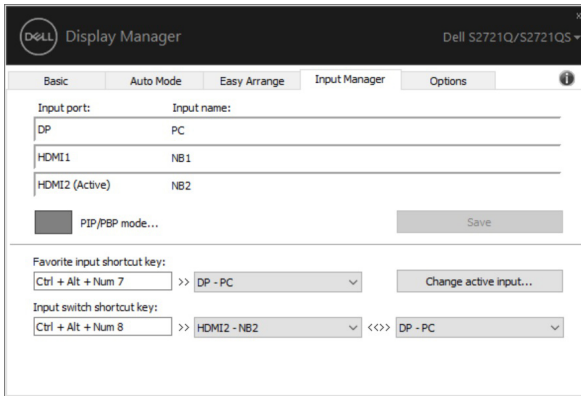 DELL Display Manager Dell S2721Q/S2721QS
Basic Auto Mode Easy Arrange Input Manager Options
Input port: Input name:
DP PC
HDMI1 NB1
HDMI2 (Active) NB2
PIP/PBP mode... Save
Favorite input shortcut key:
Ctrl + Alt + Num 7 >> DP - PC Change active input...
Input switch shortcut key:
Ctrl + Alt + Num 8 >> HDMI2 - NB2 <<>> DP - PC